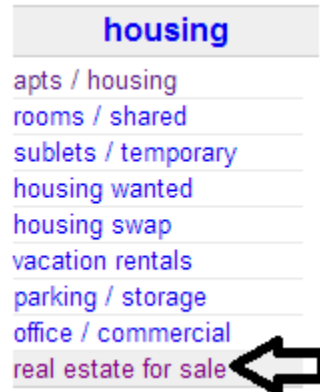 housing
apts / housing
rooms / shared
sublets / temporary
housing wanted
housing swap
vacation rentals
parking / storage
office / commercial
real estate for sale